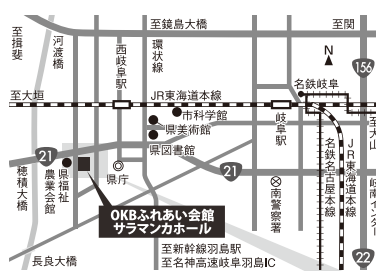 至鏡島大橋
至関
至揖斐
河渡橋
西岐阜駅
環状線
N
名鉄岐阜
156
至大垣
JR東海道本線
市科学館
県美術館
県図書館
岐阜駅
21
穂積大橋
県福祉
農業会館
県庁
21
南警察署
名鉄名古屋本線
JR東海道本線
至犬山
岐南インター
OKBふれあい会館
サラマンカホール
長良大橋
至新幹線羽島駅
至名神高速岐阜羽島IC
22